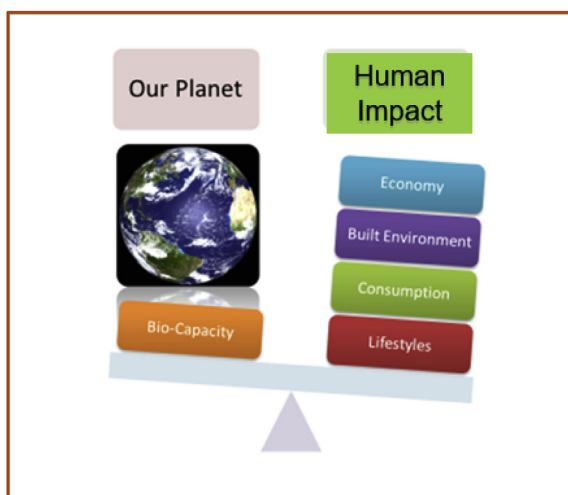 Our Planet
Human
Impact
Economy
Built Environment
Consumption
Bio-Capacity
Lifestyles